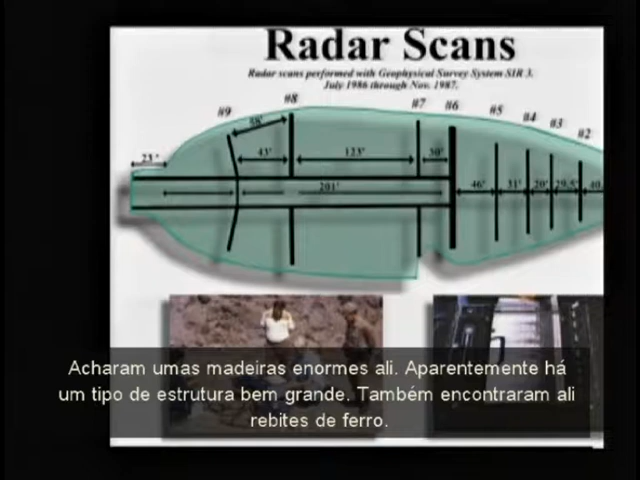 Radar Scans
Radar scans performed with Geophysical Survey System SIR 3.
July 1986 through Nov. 1987.
#9 #8 #7 #6 #5 #4 #3 #2
23' 43' 123' 30'
201' 46' 31' 20' 29.5' 40.
Acharam umas madeiras enormes ali. Aparentemente há
um tipo de estrutura bem grande. Também encontraram ali
rebites de ferro.